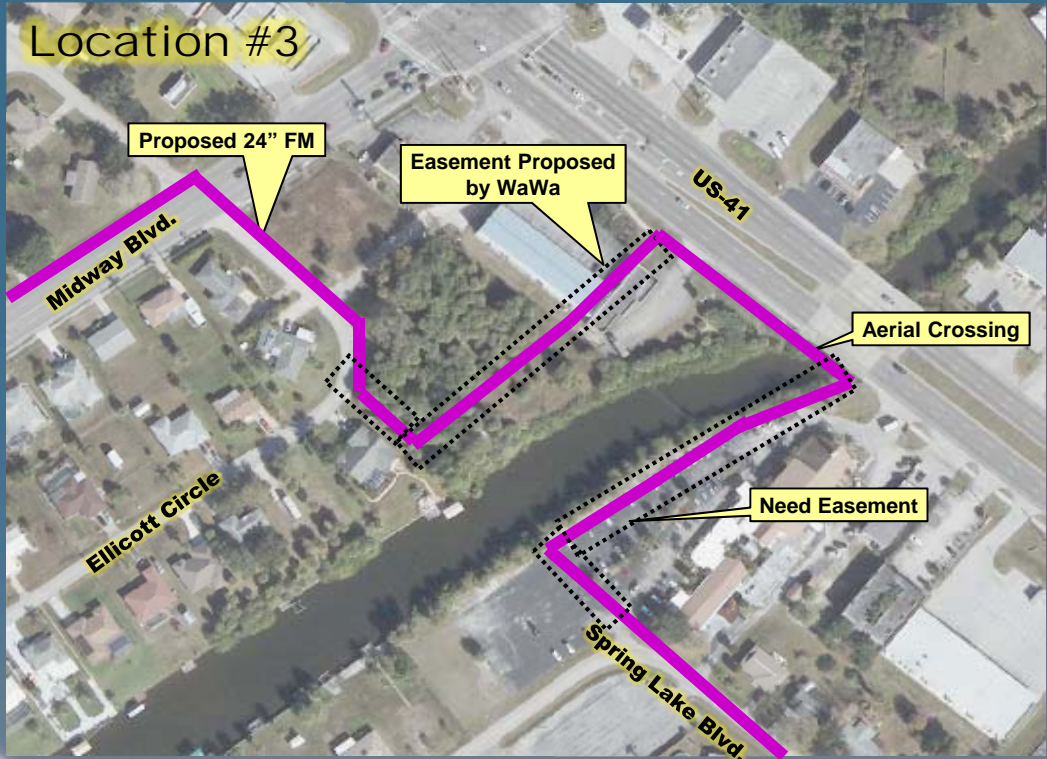 Location #3
Proposed 24” FM
Easement Proposed
by WaWa
US-41
Midway Blvd.
Aerial Crossing
Need Easement
Ellicott Circle
Spring Lake Blvd.